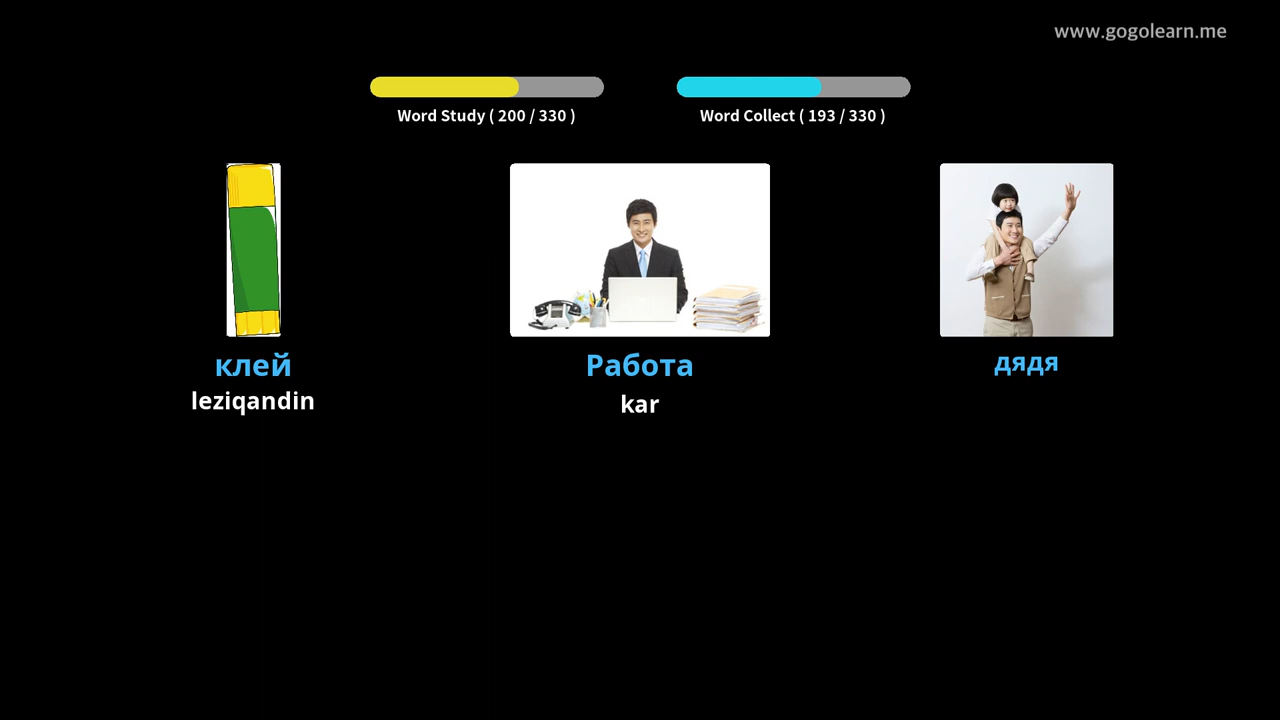 www.gogolearn.me
Word Study ( 200 / 330 )
Word Collect ( 193 / 330 )
клей
leziqandin
Работа
kar
дядя